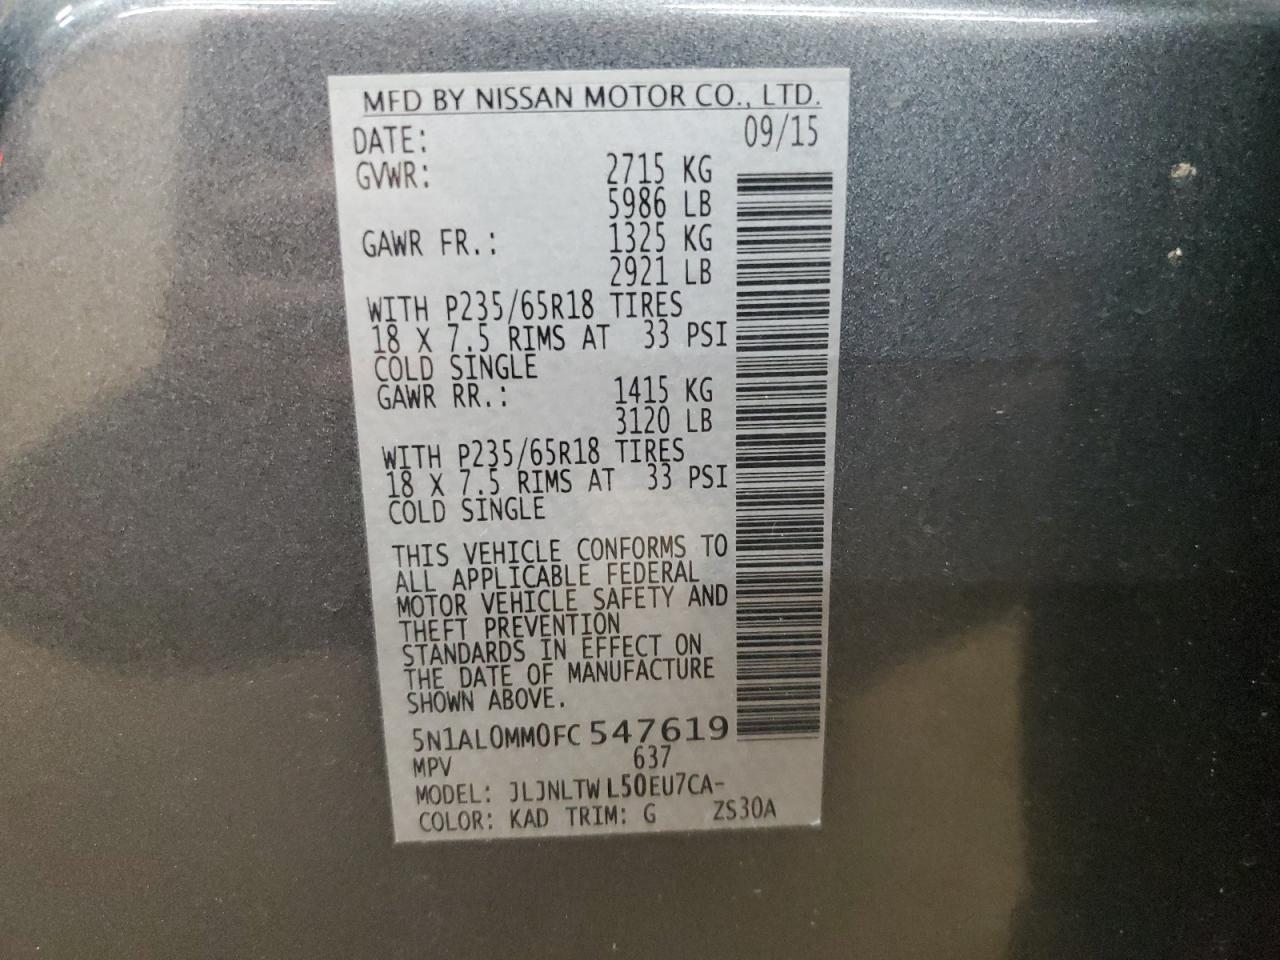 MFD BY NISSAN MOTOR CO., LTD.
DATE: 09/15
GVWR: 2715 KG
5986 LB
GAWR FR.: 1325 KG
2921 LB
WITH P235/65R18 TIRES
18 X 7.5 RIMS AT 33 PSI
COLD SINGLE
GAWR RR.: 1415 KG
3120 LB
WITH P235/65R18 TIRES
18 X 7.5 RIMS AT 33 PSI
COLD SINGLE
THIS VEHICLE CONFORMS TO
ALL APPLICABLE FEDERAL
MOTOR VEHICLE SAFETY AND
THEFT PREVENTION
STANDARDS IN EFFECT ON
THE DATE OF MANUFACTURE
SHOWN ABOVE.
5N1AL0MM0FC547619
MPV 637
MODEL: JLJNLTWL50EU7CA-
COLOR: KAD TRIM: G ZS30A